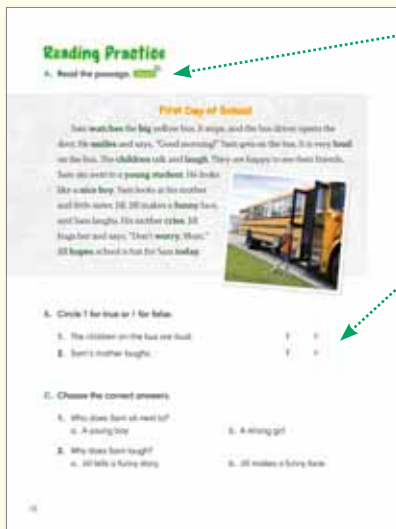 Reading Practice
A. Read the passage.
First Day of School
Sam watches the big yellow bus. It stops, and the bus driver opens the
door. He smiles and says, "Good morning!" Sam gets on the bus. It is very loud
on the bus. The children talk and laugh. They are happy to see their friends.
Sam sits next to a young student. He looks
like a nice boy. Sam looks at his mother
and little sister, Jill. Jill makes a funny face,
and Sam laughs. His mother cries. Jill
hugs her and says, "Don't worry, Mom."
Jill hopes school is fun for Sam today.
B. Circle T for true or F for false.
1. The children on the bus are loud. T F
2. Sam's mother laughs. T F
C. Choose the correct answers.
1. Who does Sam sit next to?
a. A young boy b. A strong girl
2. Why does Sam laugh?
a. Jill tells a funny story. b. Jill makes a funny face.